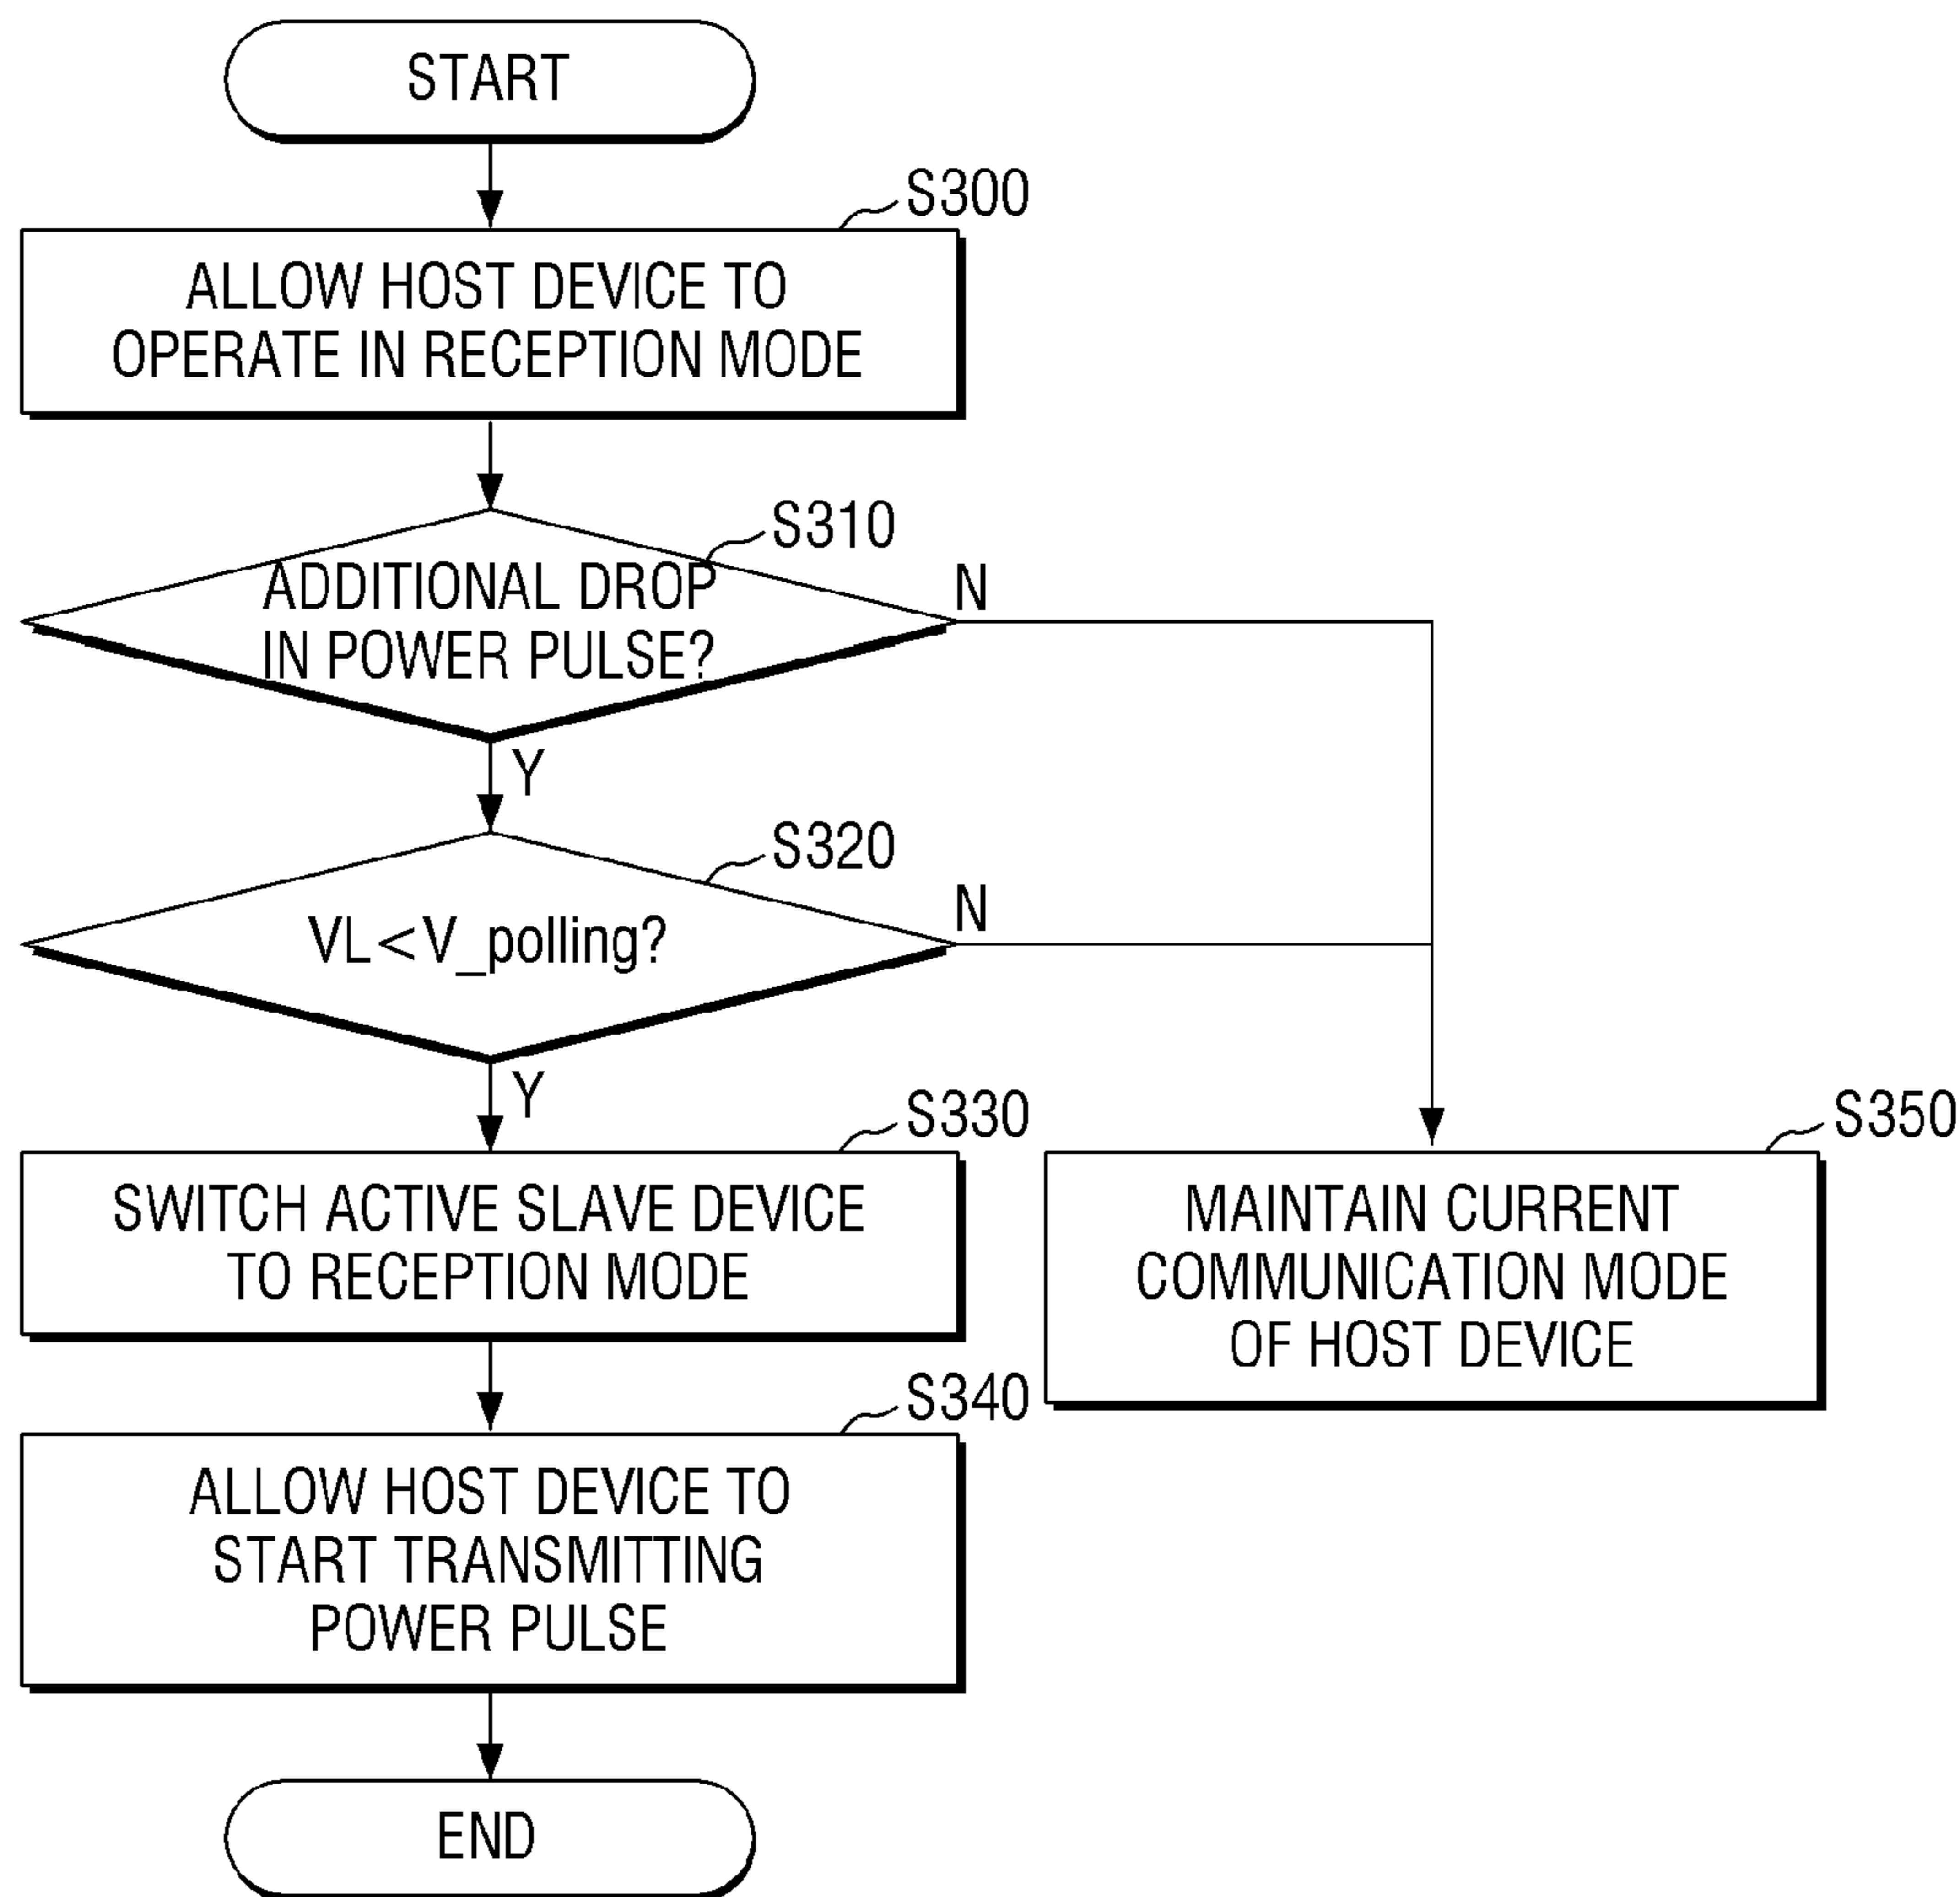 START
S300
ALLOW HOST DEVICE TO
OPERATE IN RECEPTION MODE
S310
ADDITIONAL DROP
IN POWER PULSE?
N
Y
S320
VL<V_polling?
N
Y
S330
SWITCH ACTIVE SLAVE DEVICE
TO RECEPTION MODE
S350
MAINTAIN CURRENT
COMMUNICATION MODE
OF HOST DEVICE
S340
ALLOW HOST DEVICE TO
START TRANSMITTING
POWER PULSE
END